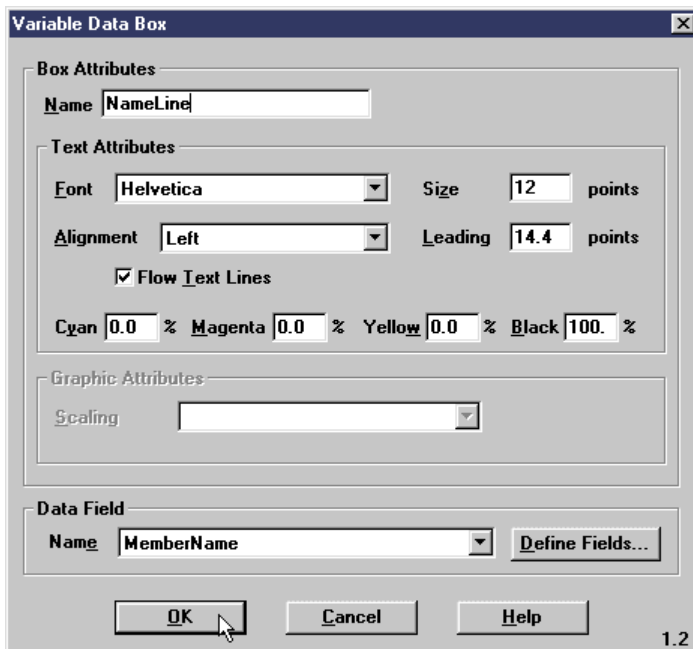 Variable Data Box
Box Attributes
Name NameLine
Text Attributes
Font Helvetica Size 12 points
Alignment Left Leading 14.4 points
Flow Text Lines
Cyan 0.0 % Magenta 0.0 % Yellow 0.0 % Black 100. %
Graphic Attributes
Scaling
Data Field
Name MemberName Define Fields...
OK Cancel Help
1.2